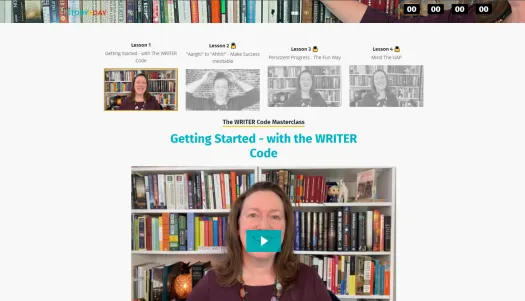 STORY A DAY
00 00 00 00
Lesson 1
Getting Started - with The WRITER
Code
Lesson 2
"Aargh!" to "Ahhh!" - Make Success
Inevitable
Lesson 3
Persistent Progress - The Fun Way
Lesson 4
Mind The GAP
The WRITER Code Masterclass
Getting Started - with the WRITER
Code